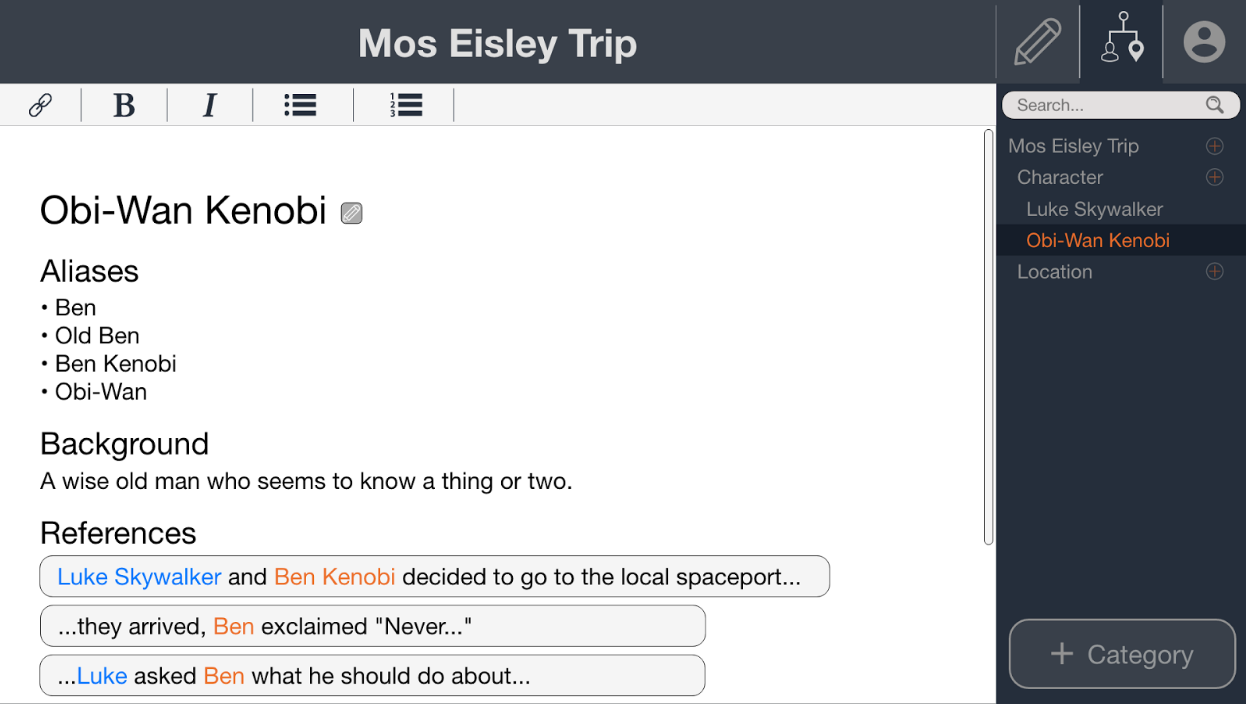 Mos Eisley Trip
B
I
1
2
3
Search...
Mos Eisley Trip
Character
Luke Skywalker
Obi-Wan Kenobi
Location
+ Category
Obi-Wan Kenobi
Aliases
• Ben
• Old Ben
• Ben Kenobi
• Obi-Wan
Background
A wise old man who seems to know a thing or two.
References
Luke Skywalker and Ben Kenobi decided to go to the local spaceport...
...they arrived, Ben exclaimed "Never..."
...Luke asked Ben what he should do about...